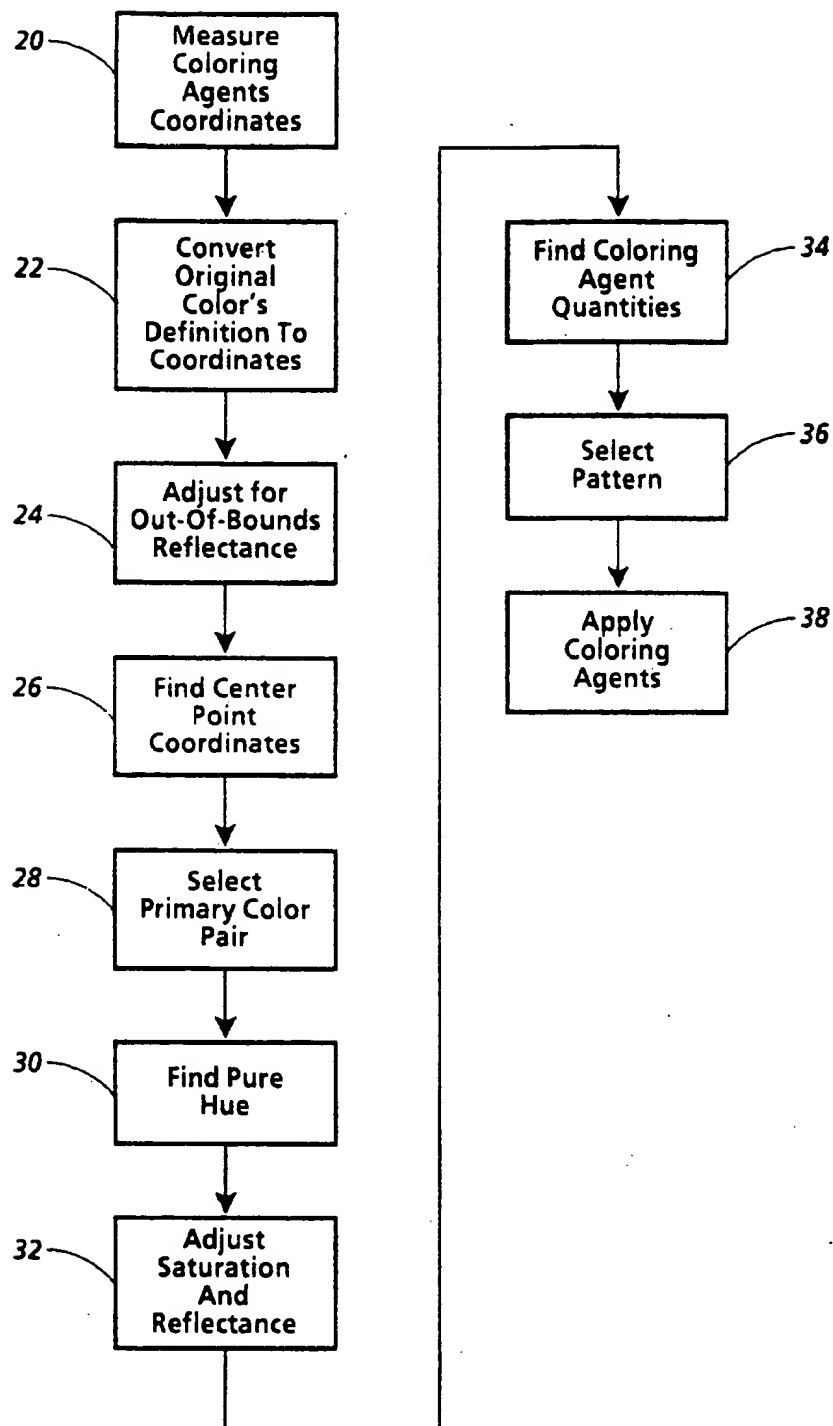 20
Measure
Coloring
Agents
Coordinates
22
Convert
Original
Color's
Definition To
Coordinates
24
Adjust for
Out-Of-Bounds
Reflectance
26
Find Center
Point
Coordinates
28
Select
Primary Color
Pair
30
Find Pure
Hue
32
Adjust
Saturation
And
Reflectance
34
Find Coloring
Agent
Quantities
36
Select
Pattern
38
Apply
Coloring
Agents